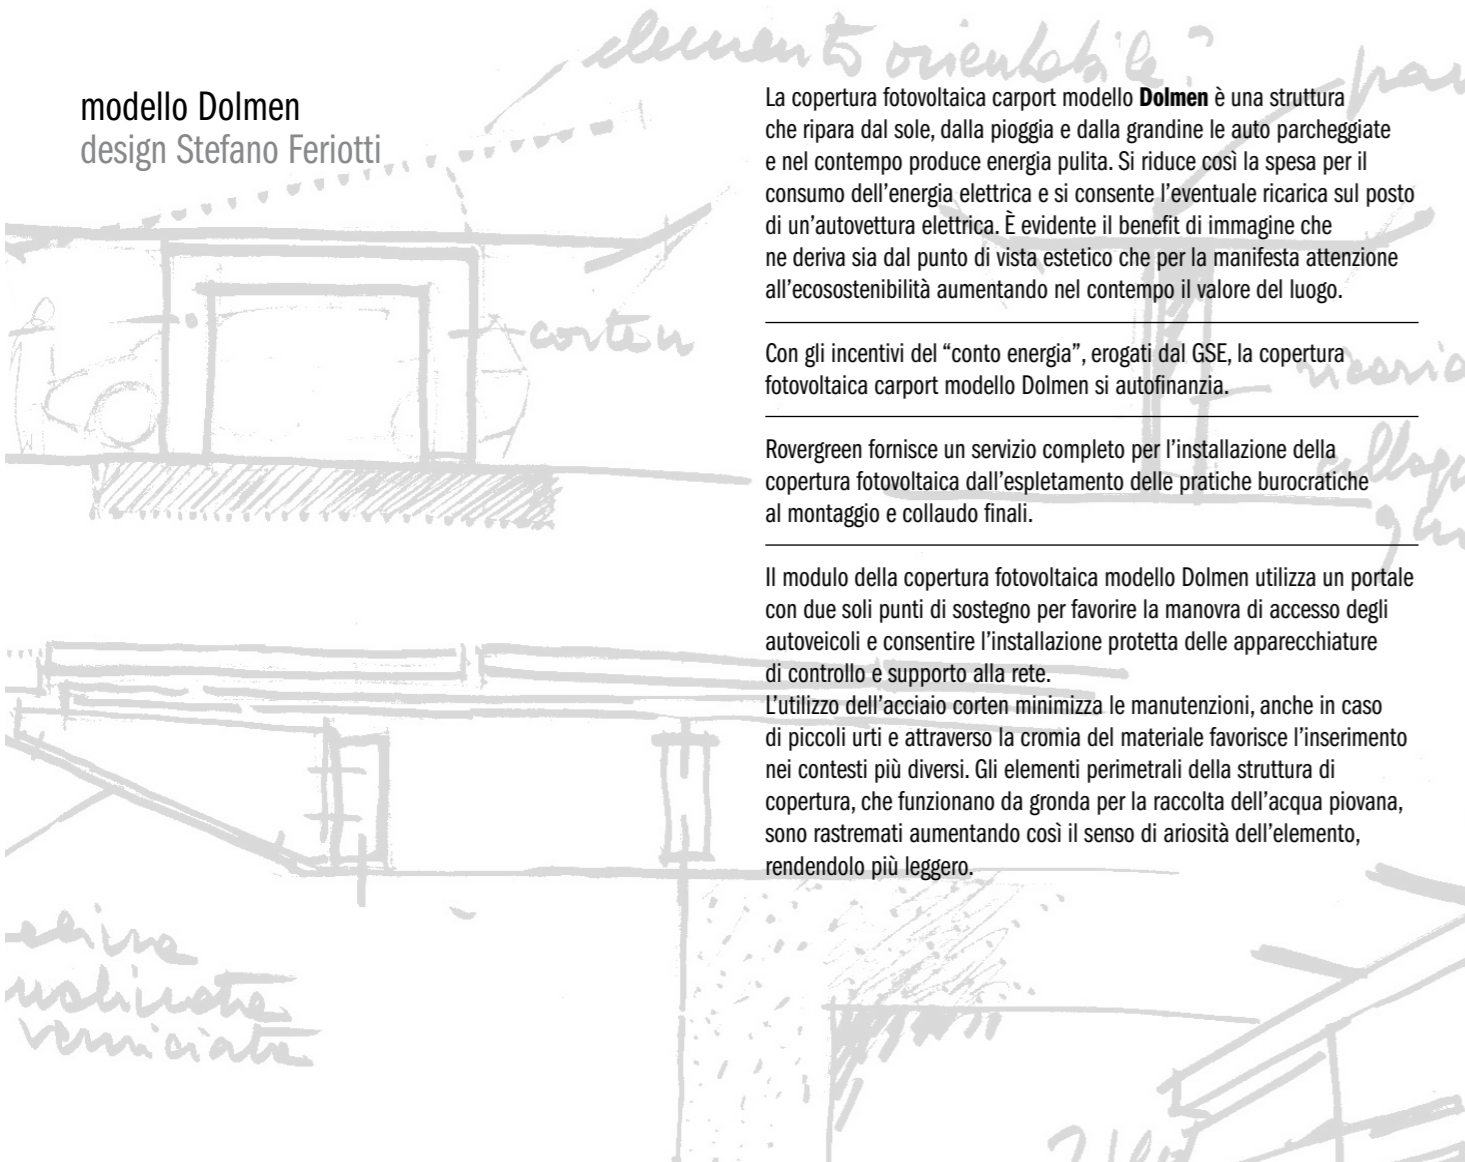 modello Dolmen
design Stefano Feriotti
elemento orientabile?
corten
verniciata
La copertura fotovoltaica carport modello Dolmen è una struttura
che ripara dal sole, dalla pioggia e dalla grandine le auto parcheggiate
e nel contempo produce energia pulita. Si riduce così la spesa per il
consumo dell’energia elettrica e si consente l’eventuale ricarica sul posto
di un’autovettura elettrica. È evidente il benefit di immagine che
ne deriva sia dal punto di vista estetico che per la manifesta attenzione
all’ecosostenibilità aumentando nel contempo il valore del luogo.
Con gli incentivi del “conto energia”, erogati dal GSE, la copertura
fotovoltaica carport modello Dolmen si autofinanzia.
Rovergreen fornisce un servizio completo per l’installazione della
copertura fotovoltaica dall’espletamento delle pratiche burocratiche
al montaggio e collaudo finali.
Il modulo della copertura fotovoltaica modello Dolmen utilizza un portale
con due soli punti di sostegno per favorire la manovra di accesso degli
autoveicoli e consentire l’installazione protetta delle apparecchiature
di controllo e supporto alla rete.
L’utilizzo dell’acciaio corten minimizza le manutenzioni, anche in caso
di piccoli urti e attraverso la cromia del materiale favorisce l’inserimento
nei contesti più diversi. Gli elementi perimetrali della struttura di
copertura, che funzionano da gronda per la raccolta dell’acqua piovana,
sono rastremati aumentando così il senso di ariosità dell’elemento,
rendendolo più leggero.